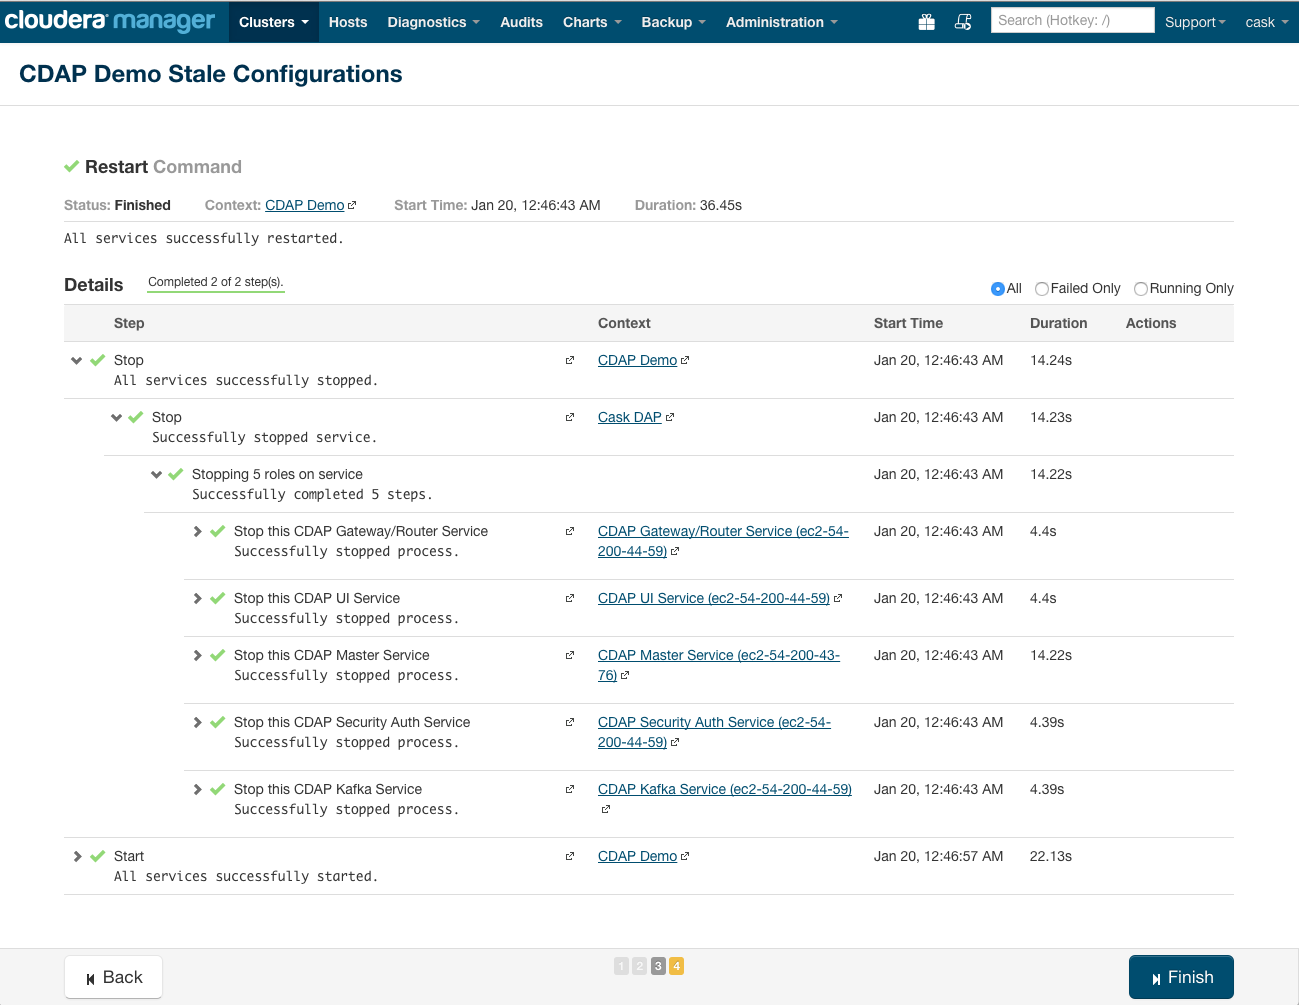 cloudera manager Clusters Hosts Diagnostics Audits Charts Backup Administration Search (Hotkey: /) Support cask
CDAP Demo Stale Configurations
Restart Command
Status: Finished Context: CDAP Demo Start Time: Jan 20, 12:46:43 AM Duration: 36.45s
All services successfully restarted.
Details Completed 2 of 2 step(s). All Failed Only Running Only
Step Context Start Time Duration Actions
Stop CDAP Demo Jan 20, 12:46:43 AM 14.24s
All services successfully stopped.
Stop Cask DAP Jan 20, 12:46:43 AM 14.23s
Successfully stopped service.
Stopping 5 roles on service Jan 20, 12:46:43 AM 14.22s
Successfully completed 5 steps.
Stop this CDAP Gateway/Router Service CDAP Gateway/Router Service (ec2-54- Jan 20, 12:46:43 AM 4.4s
Successfully stopped process. 200-44-59)
Stop this CDAP UI Service CDAP UI Service (ec2-54-200-44-59) Jan 20, 12:46:43 AM 4.4s
Successfully stopped process.
Stop this CDAP Master Service CDAP Master Service (ec2-54-200-43- Jan 20, 12:46:43 AM 14.22s
Successfully stopped process. 76)
Stop this CDAP Security Auth Service CDAP Security Auth Service (ec2-54- Jan 20, 12:46:43 AM 4.39s
Successfully stopped process. 200-44-59)
Stop this CDAP Kafka Service CDAP Kafka Service (ec2-54-200-44-59) Jan 20, 12:46:43 AM 4.39s
Successfully stopped process.
Start CDAP Demo Jan 20, 12:46:57 AM 22.13s
All services successfully started.
Back 1 2 3 4 Finish